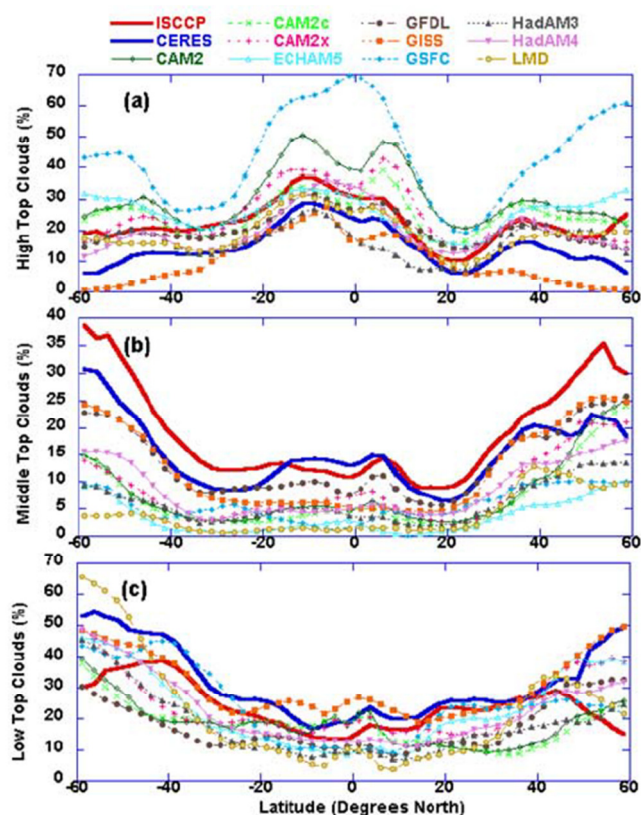 ISCCP CAM2c GFDL HadAM3
CERES CAM2x GISS HadAM4
CAM2 ECHAM5 GSFC LMD
(a)
High Top Clouds (%)
70
60
50
40
30
20
10
0
-60 -40 -20 0 20 40 60
(b)
Middle Top Clouds (%)
40
35
30
25
20
15
10
5
0
-60 -40 -20 0 20 40 60
(c)
Low Top Clouds (%)
70
60
50
40
30
20
10
0
-60 -40 -20 0 20 40 60
Latitude (Degrees North)